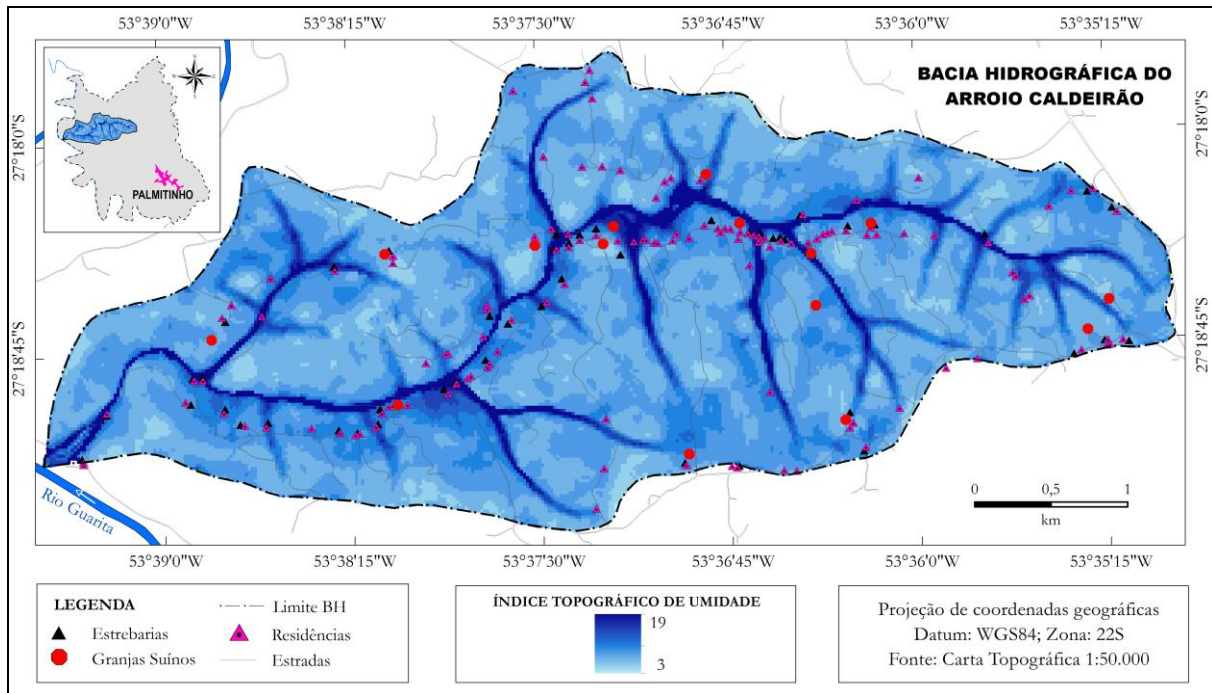 53°39'0"W 53°38'15"W 53°37'30"W 53°36'45"W 53°36'0"W 53°35'15"W
BACIA HIDROGRÁFICA DO
ARROIO CALDEIRÃO
PALMITINHO
27°18'0"S
27°18'0"S
27°18'45"S
27°18'45"S
Rio Guarita
0 0,5 1
km
53°39'0"W 53°38'15"W 53°37'30"W 53°36'45"W 53°36'0"W 53°35'15"W
LEGENDA
Limite BH
Estrebarias
Residências
Granjas Suínos
Estradas
ÍNDICE TOPOGRÁFICO DE UMIDADE
19
3
Projeção de coordenadas geográficas
Datum: WGS84; Zona: 22S
Fonte: Carta Topográfica 1:50.000